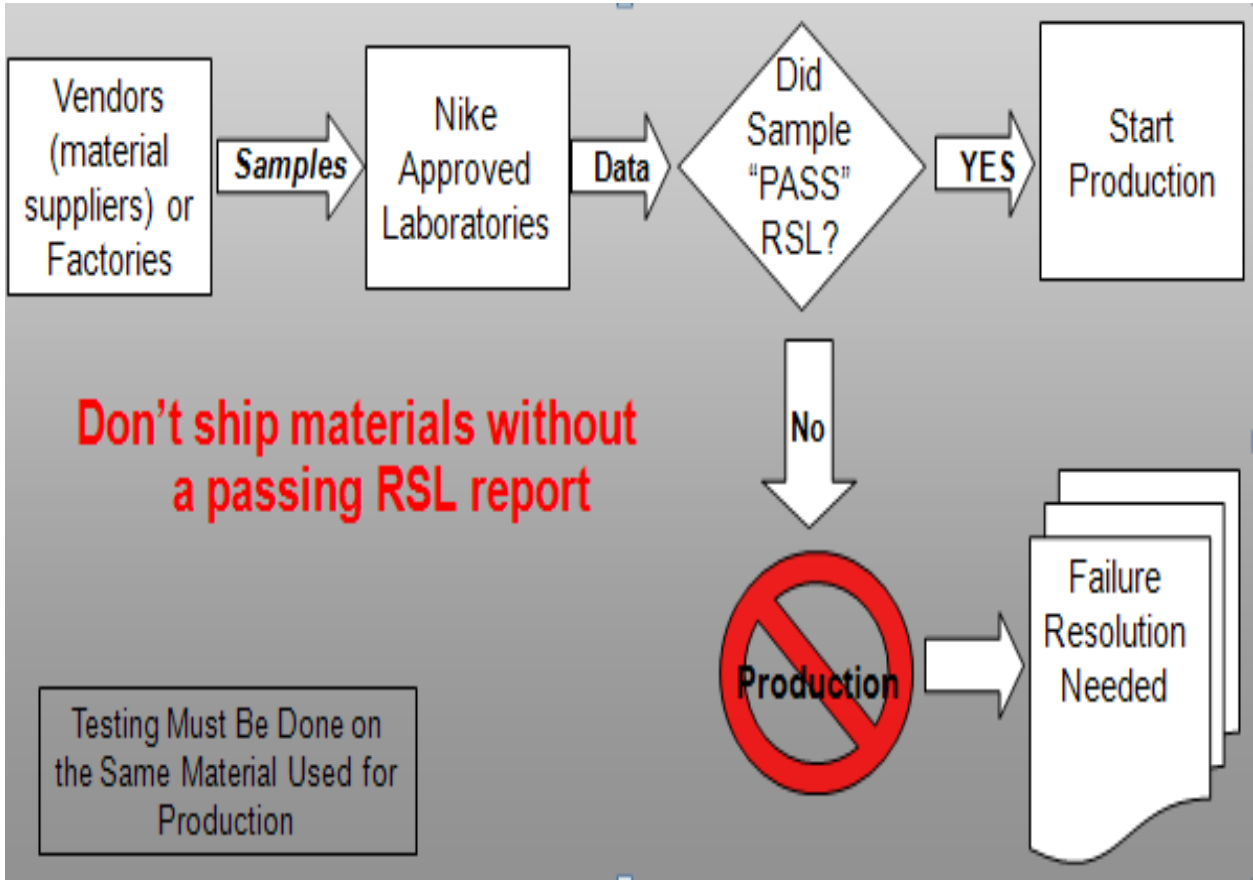 Vendors
(material
suppliers) or
Factories
Samples
Nike
Approved
Laboratories
Data
Did
Sample
“PASS”
RSL?
YES
Start
Production
No
Don’t ship materials without
a passing RSL report
Production
Failure
Resolution
Needed
Testing Must Be Done on
the Same Material Used for
Production